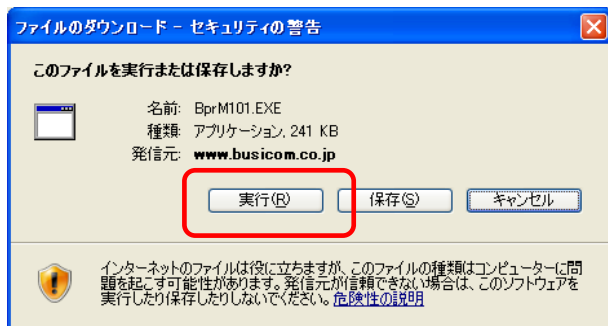 ファイルのダウンロード - セキュリティの警告
このファイルを実行または保存しますか?
名前: BprM101.EXE
種類: アプリケーション, 241 KB
発信元: www.busicom.co.jp
実行(R) 保存(S) キャンセル
インターネットのファイルは役に立ちますが、このファイルの種類はコンピューターに問
題を起こす可能性があります。発信元が信頼できない場合は、このソフトウェアを
実行したり保存したりしないでください。危険性の説明